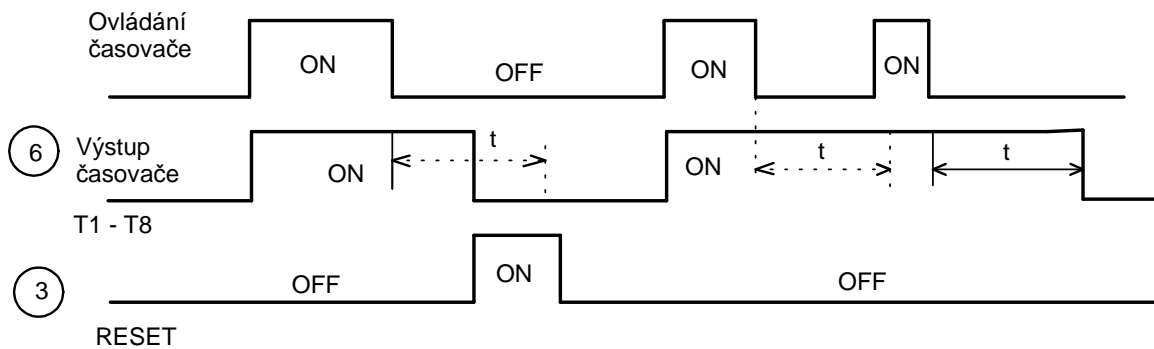 Ovládání
časovače
ON
OFF
ON
ON
6
Výstup
časovače
ON
t
ON
t
t
T1 - T8
3
OFF
ON
OFF
RESET